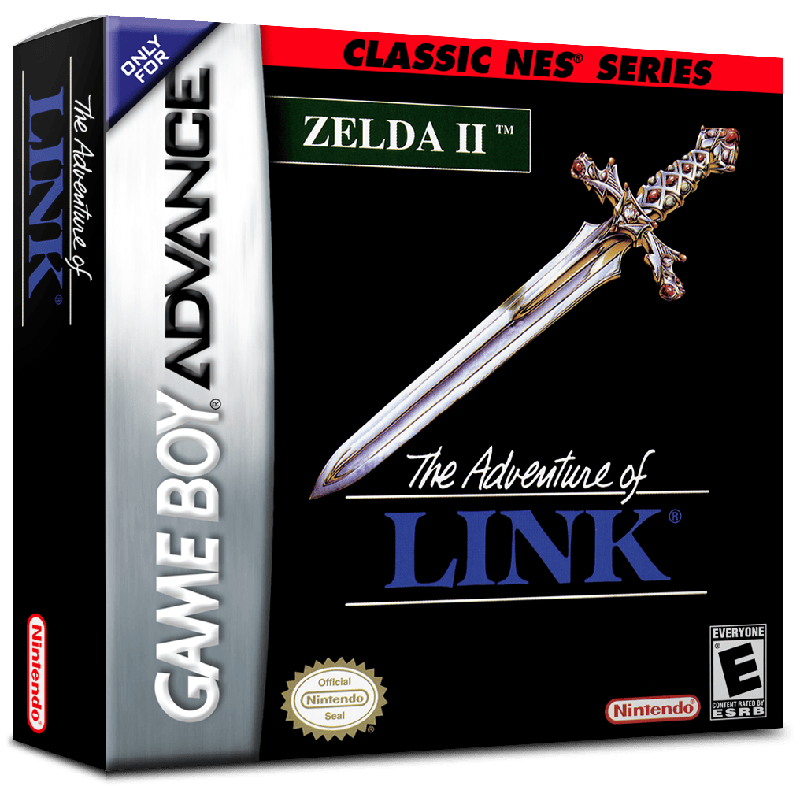 The Adventure of
LINK®
Nintendo
ONLY
FOR
GAME BOY® ADVANCE
CLASSIC NES® SERIES
ZELDA II™
The Adventure of
LINK®
Official
Nintendo
Seal
®
Nintendo®
EVERYONE
E
CONTENT RATED BY
ESRB